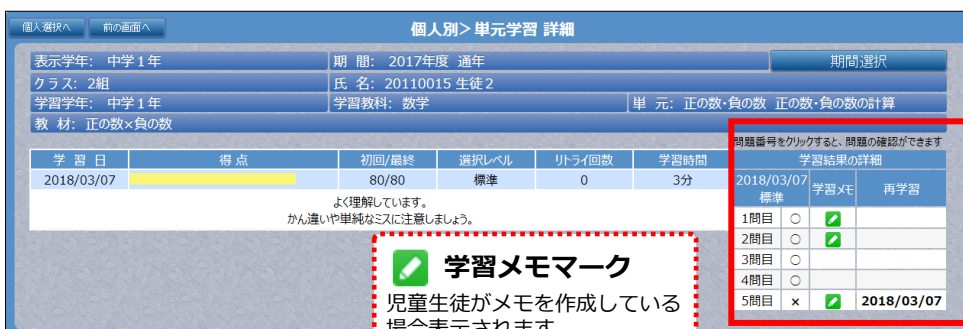 個人選択へ 前の画面へ 個人別>単元学習 詳細
表示学年: 中学1年 期 間: 2017年度 通年 期間選択
クラス: 2組 氏 名: 20110015 生徒2
学習学年: 中学1年 学習教科: 数学 単 元: 正の数・負の数 正の数・負の数の計算
教 材: 正の数×負の数
問題番号をクリックすると、問題の確認ができます
学 習 日 得 点 初回/最終 選択レベル リトライ回数 学習時間 学習結果の詳細
2018/03/07 80/80 標準 0 3分
2018/03/07 標準 学習メモ 再学習
よく理解しています。
かん違いや単純なミスに注意しましょう。
1問目 ○
2問目 ○
3問目 ○
4問目 ○
5問目 × 2018/03/07
学習メモマーク
児童生徒がメモを作成している
場合表示されます